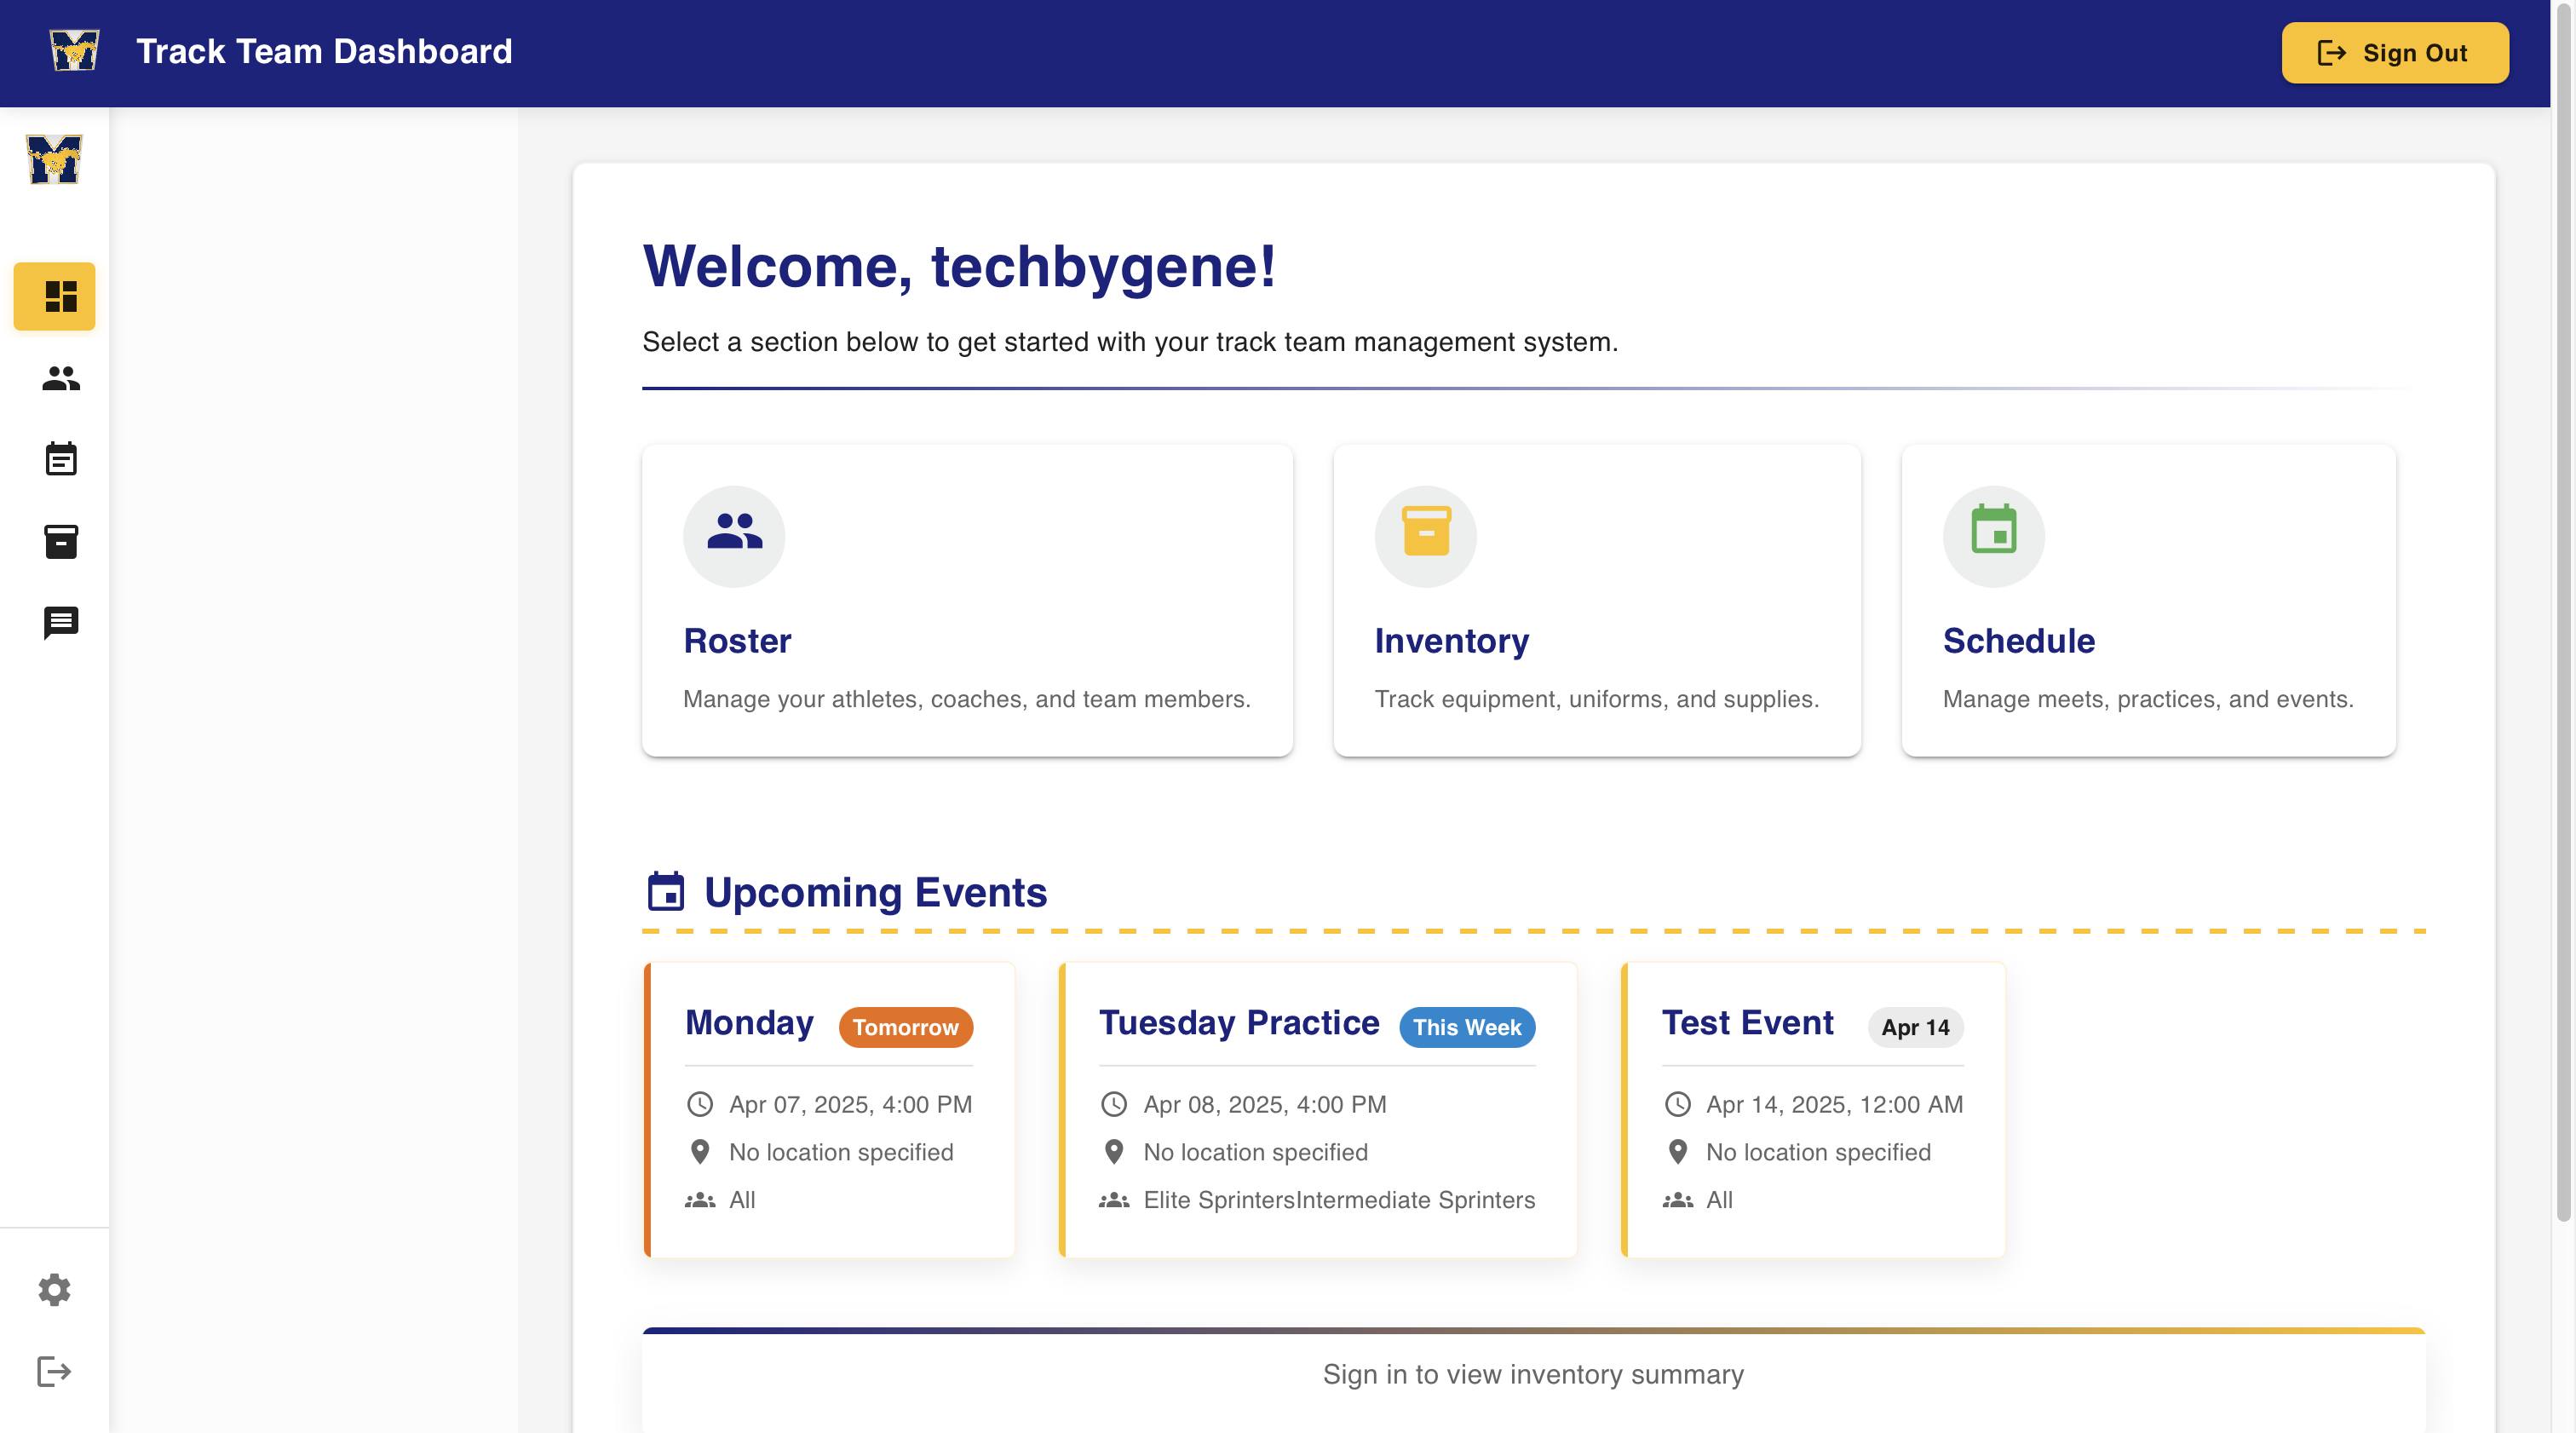 Track Team Dashboard
Sign Out
Welcome, techbygene!
Select a section below to get started with your track team management system.
Roster
Manage your athletes, coaches, and team members.
Inventory
Track equipment, uniforms, and supplies.
Schedule
Manage meets, practices, and events.
Upcoming Events
Monday
Tomorrow
Apr 07, 2025, 4:00 PM
No location specified
All
Tuesday Practice
This Week
Apr 08, 2025, 4:00 PM
No location specified
Elite SprintersIntermediate Sprinters
Test Event
Apr 14
Apr 14, 2025, 12:00 AM
No location specified
All
Sign in to view inventory summary